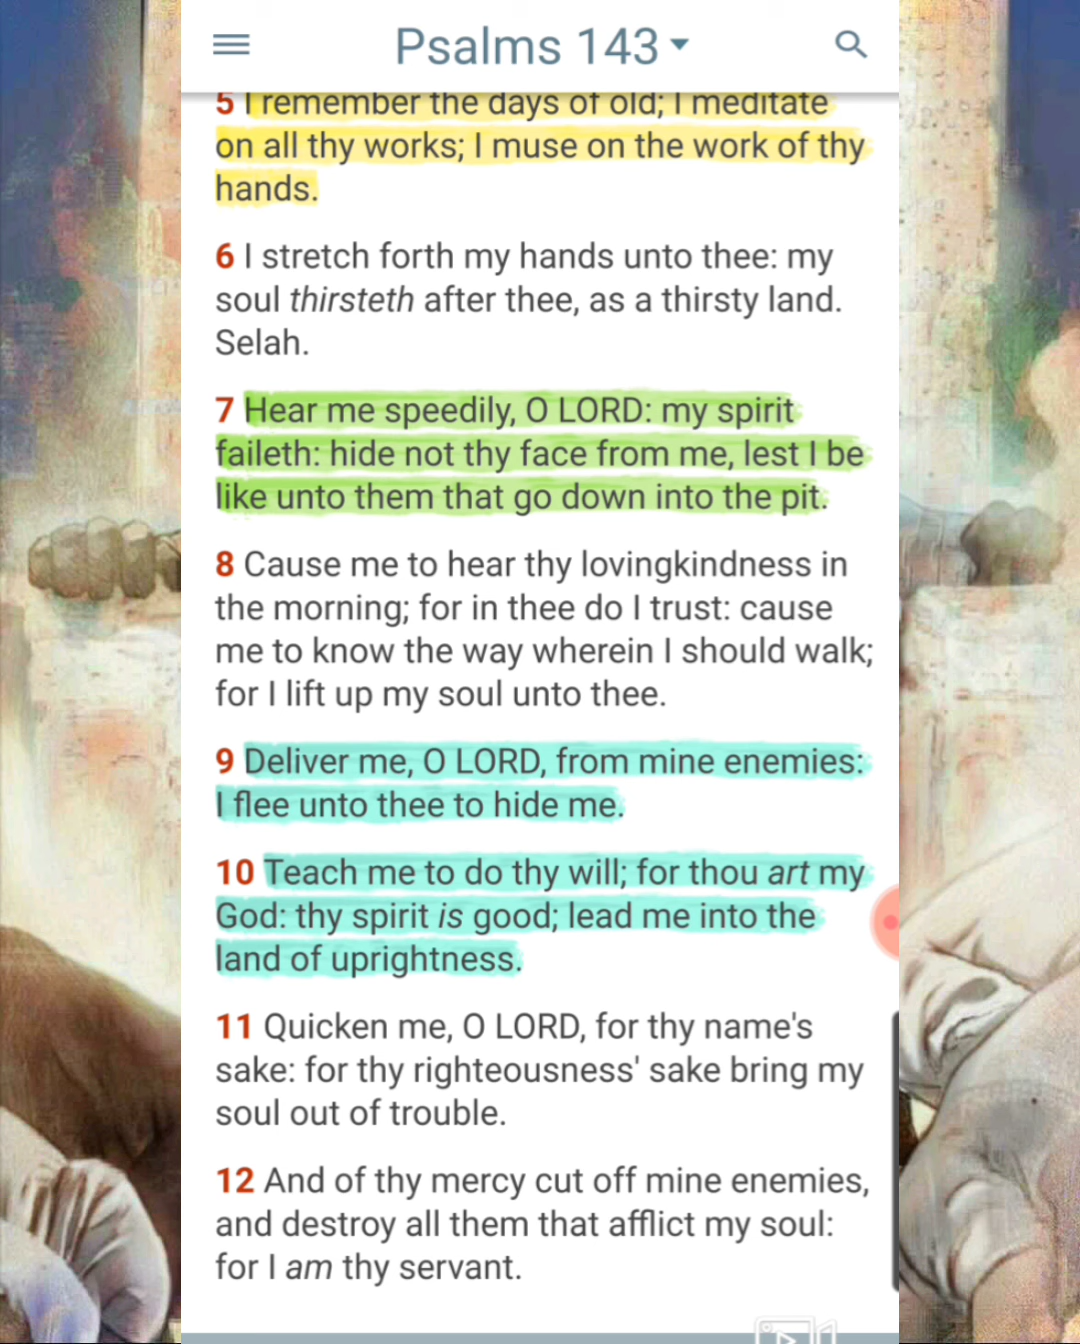 Psalms 143
5 I remember the days of old; I meditate
on all thy works; I muse on the work of thy
hands.
6 I stretch forth my hands unto thee: my
soul thirsteth after thee, as a thirsty land.
Selah.
7 Hear me speedily, O LORD: my spirit
faileth: hide not thy face from me, lest I be
like unto them that go down into the pit.
8 Cause me to hear thy lovingkindness in
the morning; for in thee do I trust: cause
me to know the way wherein I should walk;
for I lift up my soul unto thee.
9 Deliver me, O LORD, from mine enemies:
I flee unto thee to hide me.
10 Teach me to do thy will; for thou art my
God: thy spirit is good; lead me into the
land of uprightness.
11 Quicken me, O LORD, for thy name's
sake: for thy righteousness' sake bring my
soul out of trouble.
12 And of thy mercy cut off mine enemies,
and destroy all them that afflict my soul:
for I am thy servant.